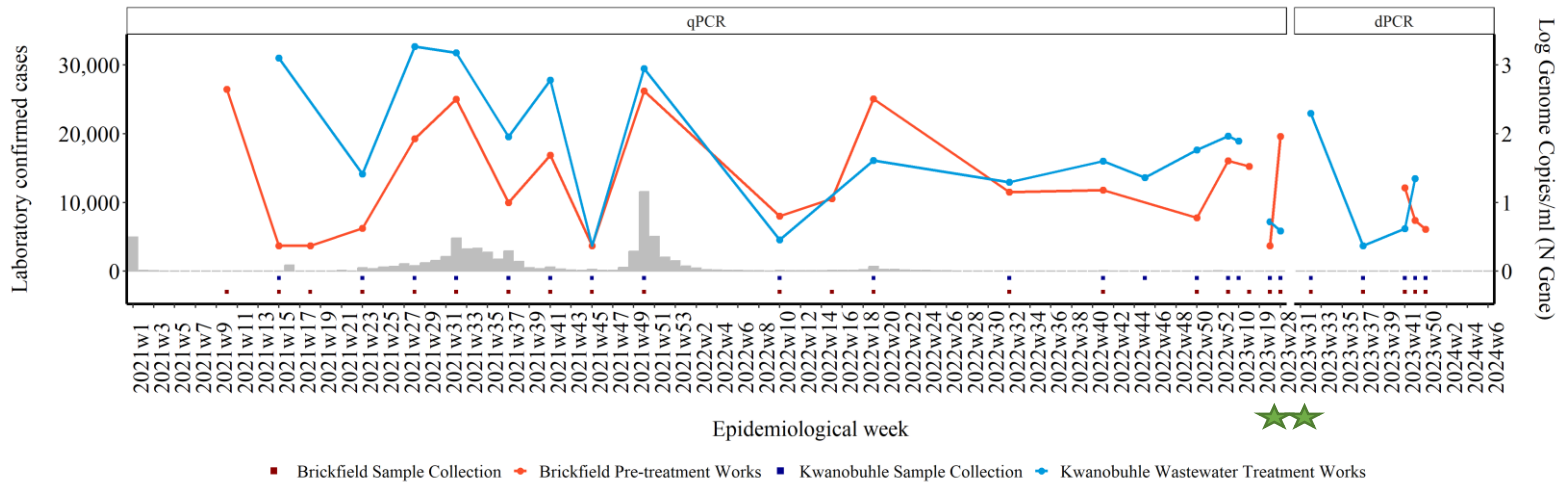 qPCR
dPCR
Laboratory confirmed cases
30,000
20,000
10,000
0
3
2
1
0
Log Genome Copies/ml (N Gene)
2021w1
2021w3
2021w5
2021w7
2021w9
2021w11
2021w13
2021w15
2021w17
2021w19
2021w21
2021w23
2021w25
2021w27
2021w29
2021w31
2021w33
2021w35
2021w37
2021w39
2021w41
2021w43
2021w45
2021w47
2021w49
2021w51
2021w53
2022w2
2022w4
2022w6
2022w8
2022w10
2022w12
2022w14
2022w16
2022w18
2022w20
2022w22
2022w24
2022w26
2022w28
2022w30
2022w32
2022w34
2022w36
2022w38
2022w40
2022w42
2022w44
2022w46
2022w48
2022w50
2022w52
2023w10
2023w19
2023w28
2023w31
2023w33
2023w35
2023w37
2023w39
2023w41
2023w50
2024w2
2024w4
2024w6
Epidemiological week
Brickfield Sample Collection
Brickfield Pre-treatment Works
Kwanobuhle Sample Collection
Kwanobuhle Wastewater Treatment Works